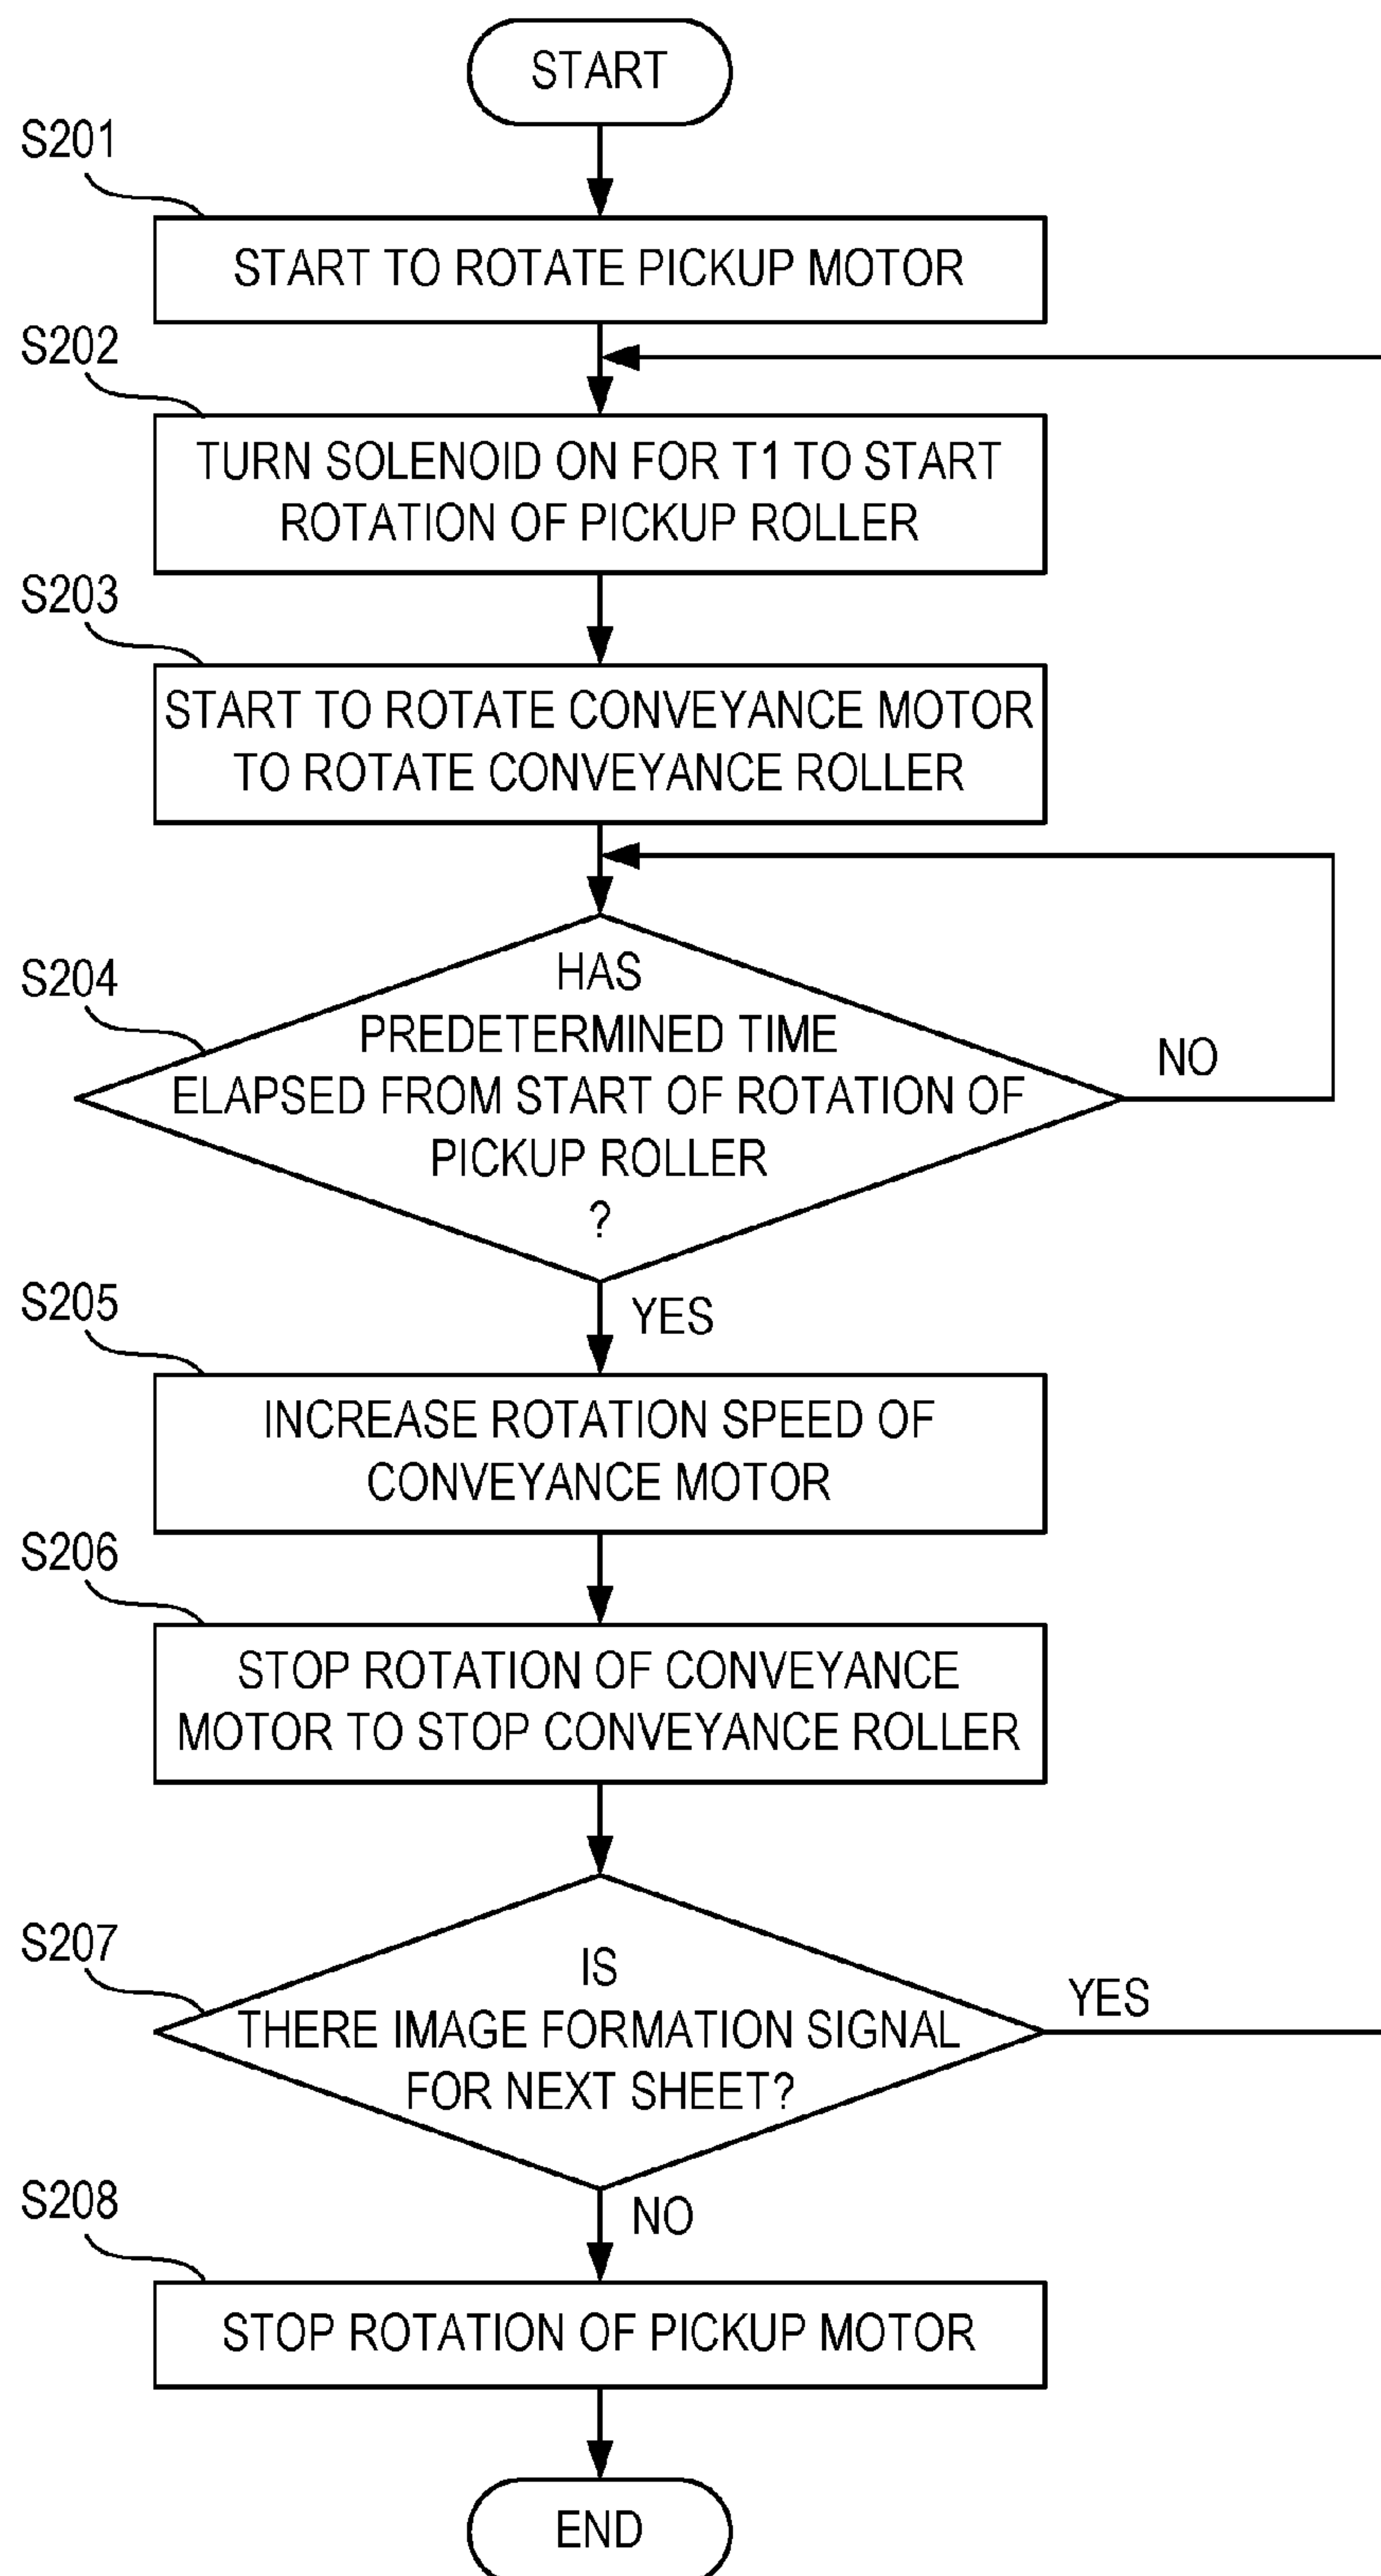 START
S201
START TO ROTATE PICKUP MOTOR
S202
TURN SOLENOID ON FOR T1 TO START
ROTATION OF PICKUP ROLLER
S203
START TO ROTATE CONVEYANCE MOTOR
TO ROTATE CONVEYANCE ROLLER
S204
HAS
PREDETERMINED TIME
ELAPSED FROM START OF ROTATION OF
PICKUP ROLLER
?
NO
YES
S205
INCREASE ROTATION SPEED OF
CONVEYANCE MOTOR
S206
STOP ROTATION OF CONVEYANCE
MOTOR TO STOP CONVEYANCE ROLLER
S207
IS
THERE IMAGE FORMATION SIGNAL
FOR NEXT SHEET?
YES
NO
S208
STOP ROTATION OF PICKUP MOTOR
END